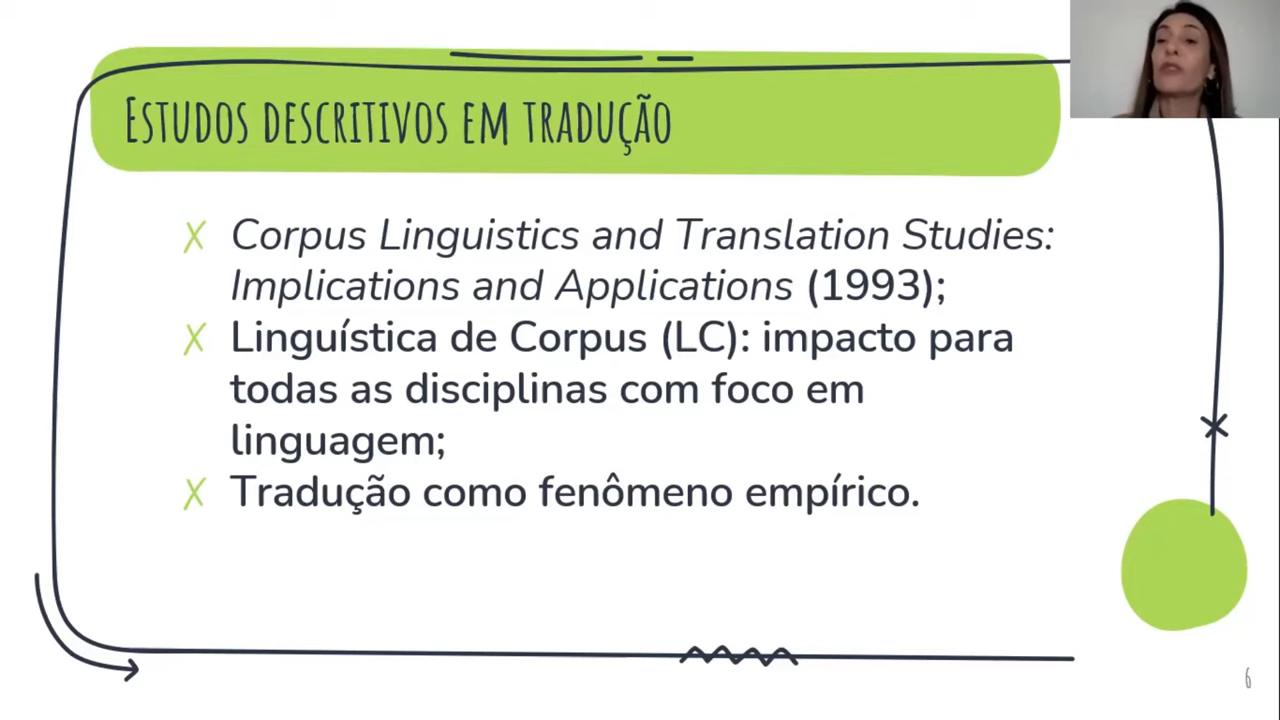 Estudos descritivos em tradução
Corpus Linguistics and Translation Studies:
Implications and Applications (1993);
Linguística de Corpus (LC): impacto para
todas as disciplinas com foco em
linguagem;
Tradução como fenômeno empírico.
6